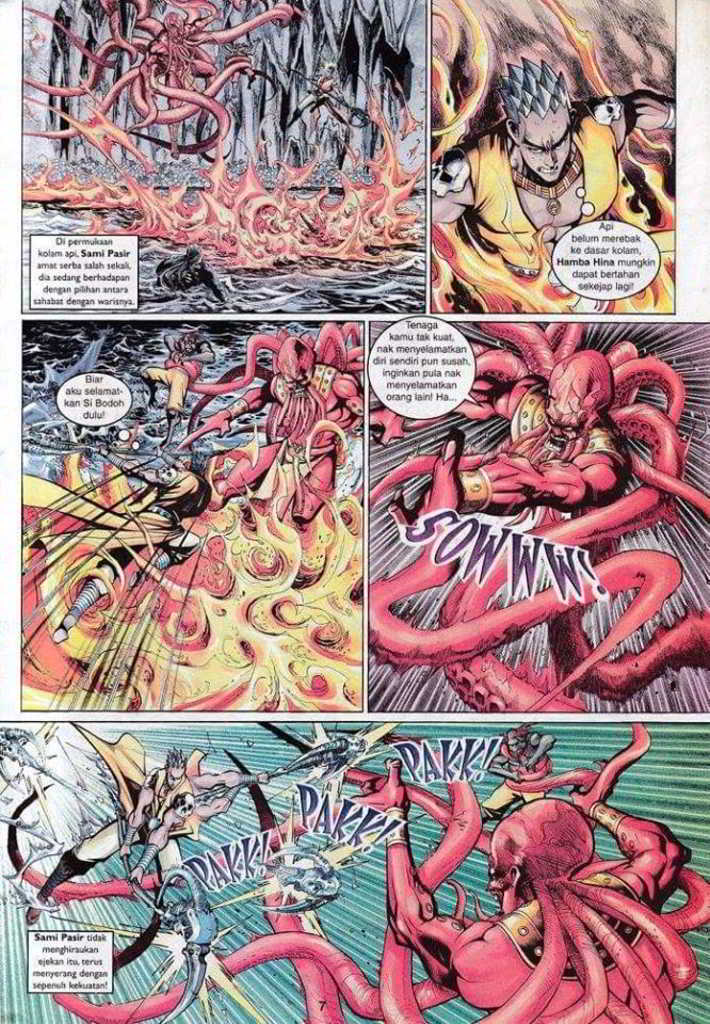 Di permukaan
kolam api, Sami Pasir
amat serba salah sekali,
dia sedang berhadapan
dengan pilihan antara
sahabat dengan warisnya.
Api
belum merebak
ke dasar kolam,
Hamba Hina mungkin
dapat bertahan
sekejap lagi!
Biar
aku selamat-
kan Si Bodoh
dulu!
Tenaga
kamu tak kuat,
nak menyelamatkan
diri sendiri pun susah,
inginkan pula nak
menyelamatkan
orang lain! Ha...
SOWWW!
PAKK!
PAKK!
PAKK!
PAKK!
Sami Pasir tidak
menghiraukan
ejekan itu, terus
menyerang dengan
sepenuh kekuatan!
7